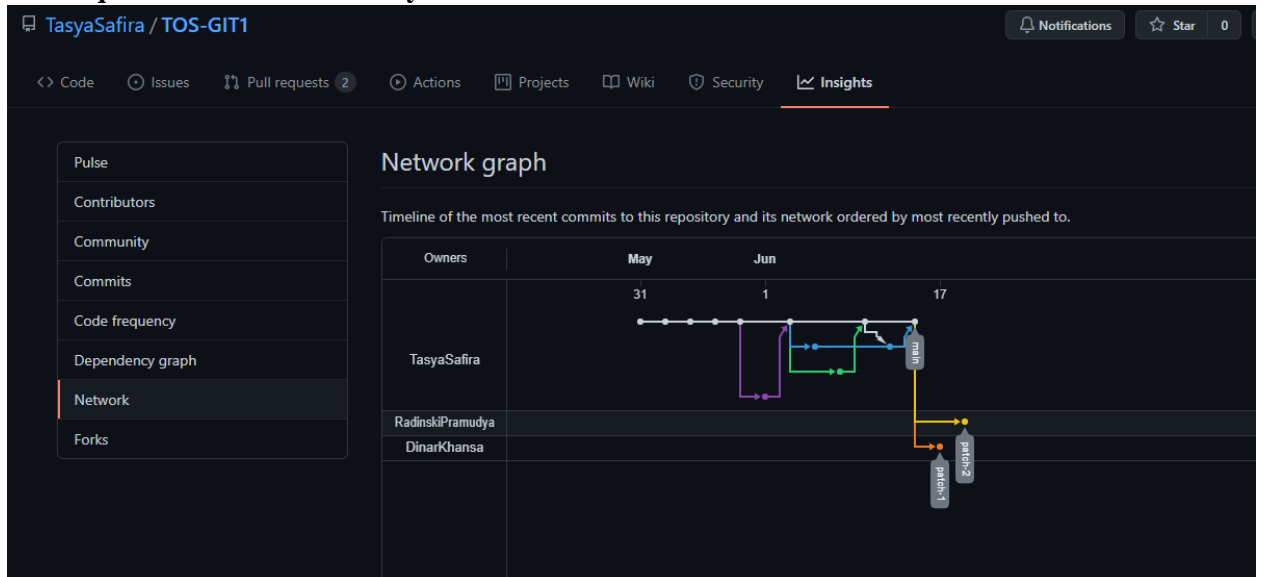 TasyaSafira / TOS-GIT1
Notifications
Star 0
Code
Issues
Pull requests 2
Actions
Projects
Wiki
Security
Insights
Pulse
Contributors
Community
Commits
Code frequency
Dependency graph
Network
Forks
Network graph
Timeline of the most recent commits to this repository and its network ordered by most recently pushed to.
Owners
May
Jun
31
1
17
TasyaSafira
main
RadinskiPramudya
DinarKhansa
patch-2
patch-1